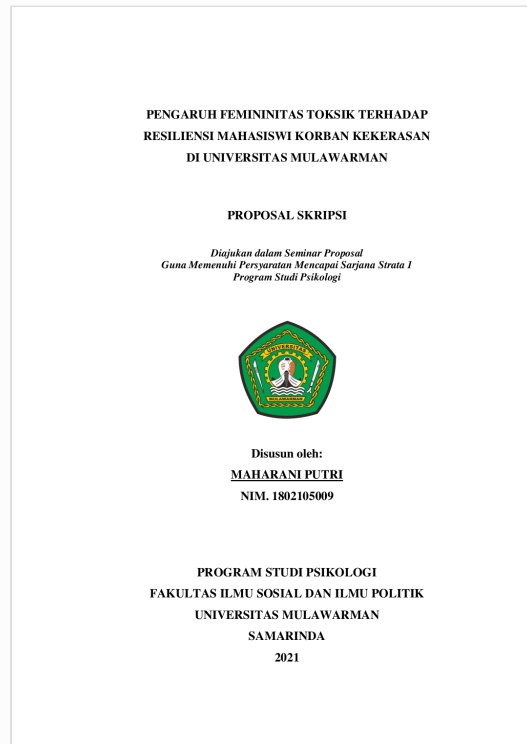 PENGARUH FEMININITAS TOKSIK TERHADAP
RESILIENSI MAHASISWI KORBAN KEKERASAN
DI UNIVERSITAS MULAWARMAN
PROPOSAL SKRIPSI
Diajukan dalam Seminar Proposal
Guna Memenuhi Persyaratan Mencapai Sarjana Strata 1
Program Studi Psikologi
UNIVERSITAS
MULAWARMAN
Disusun oleh:
MAHARANI PUTRI
NIM. 1802105009
PROGRAM STUDI PSIKOLOGI
FAKULTAS ILMU SOSIAL DAN ILMU POLITIK
UNIVERSITAS MULAWARMAN
SAMARINDA
2021